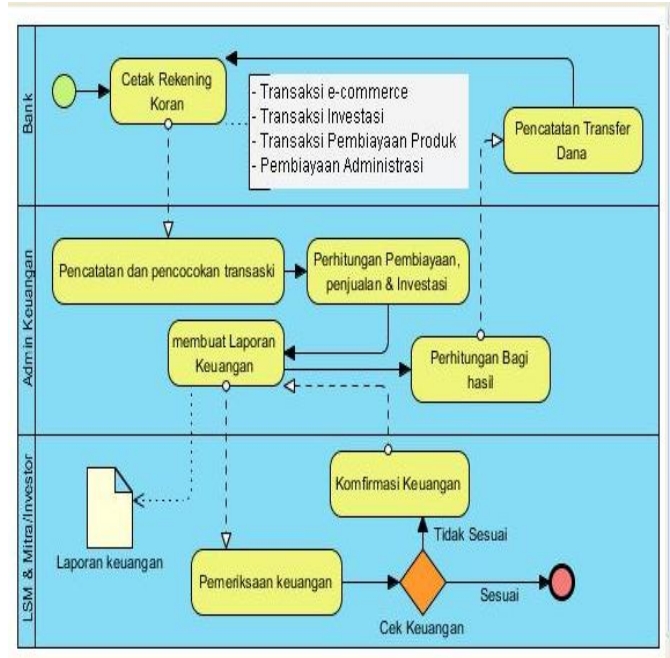 Bank
Cetak Rekening
Koran
- Transaksi e-commerce
- Transaksi Investasi
- Transaksi Pembiayaan Produk
- Pembiayaan Administrasi
Pencatatan Transfer
Dana
Admin Keuangan
Pencatatan dan pencocokan transaski
Perhitungan Pembiayaan,
penjualan & Investasi
membuat Laporan
Keuangan
Perhitungan Bagi
hasil
LSM & Mitra/Investor
Laporan keuangan
Komfirmasi Keuangan
Tidak Sesuai
Pemeriksaan keuangan
Cek Keuangan
Sesuai